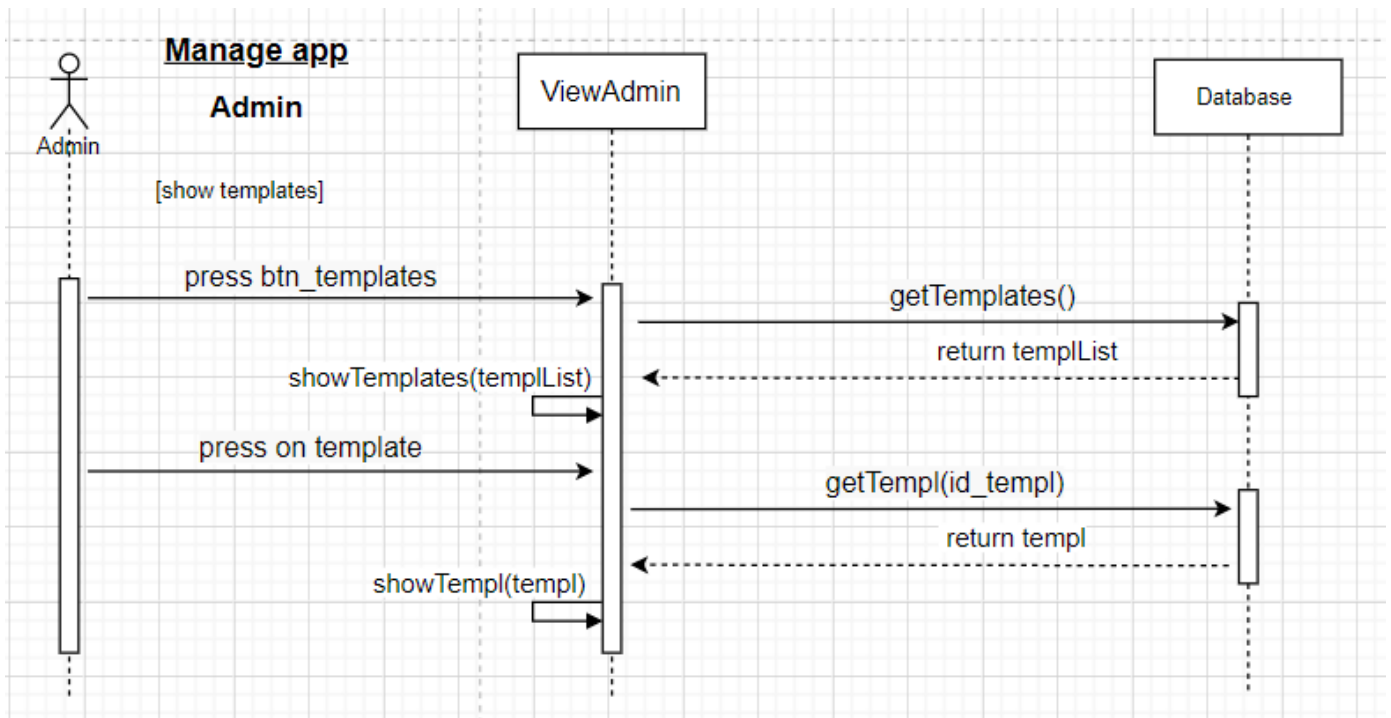 Manage app
Admin
Admin
ViewAdmin
Database
[show templates]
press btn_templates
getTemplates()
return templList
showTemplates(templList)
press on template
getTempl(id_templ)
return templ
showTempl(templ)